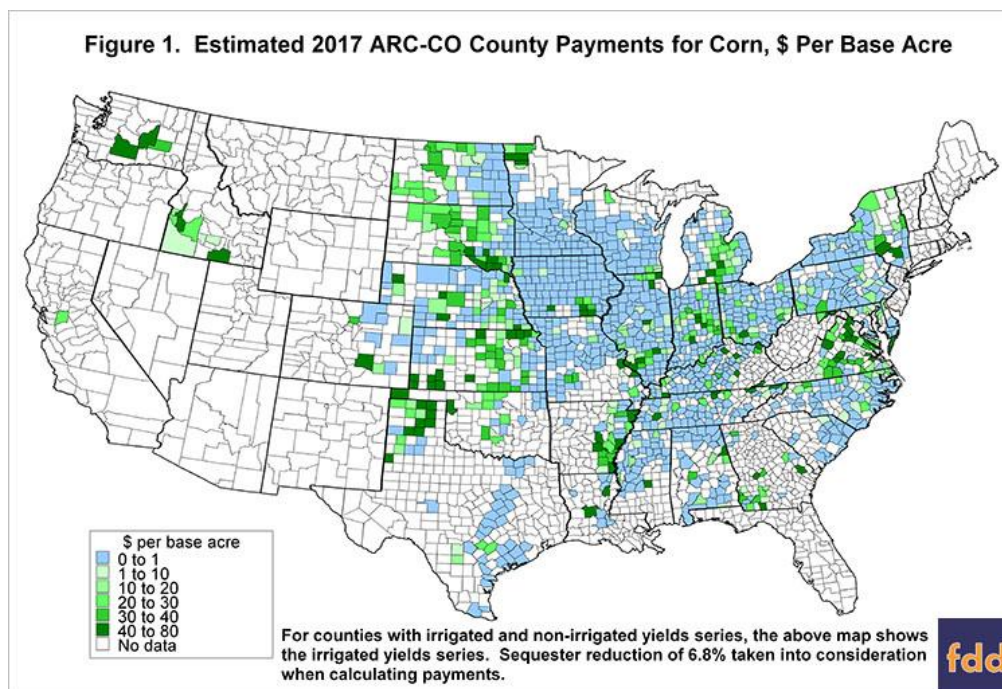 Figure 1. Estimated 2017 ARC-CO County Payments for Corn, $ Per Base Acre
$ per base acre
0 to 1
1 to 10
10 to 20
20 to 30
30 to 40
40 to 80
No data
For counties with irrigated and non-irrigated yields series, the above map shows
the irrigated yields series. Sequester reduction of 6.8% taken into consideration
when calculating payments.
fdd